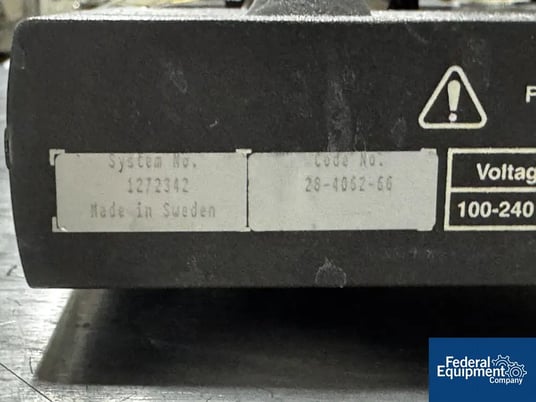 System No.
1272342
Made in Sweden
Code No.
28-4062-66
Voltag
100-240
Federal
Equipment
Company